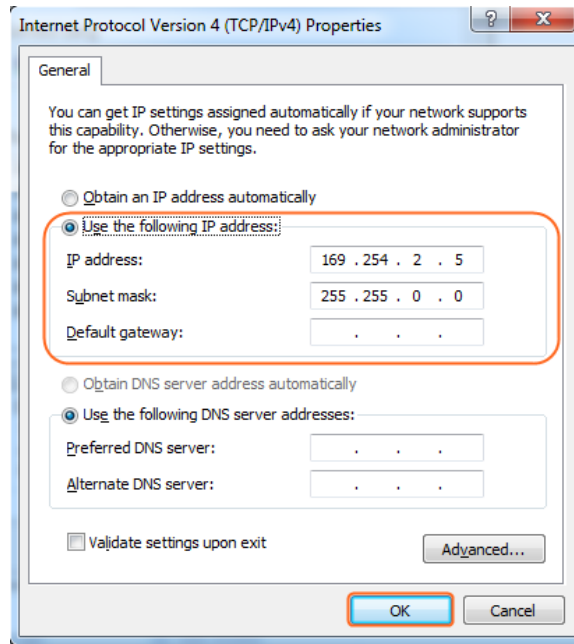 Internet Protocol Version 4 (TCP/IPv4) Properties
?
X
General
You can get IP settings assigned automatically if your network supports
this capability. Otherwise, you need to ask your network administrator
for the appropriate IP settings.
Obtain an IP address automatically
Use the following IP address:
IP address: 169 . 254 . 2 . 5
Subnet mask: 255 . 255 . 0 . 0
Default gateway: . . .
Obtain DNS server address automatically
Use the following DNS server addresses:
Preferred DNS server: . . .
Alternate DNS server: . . .
Validate settings upon exit
Advanced...
OK
Cancel